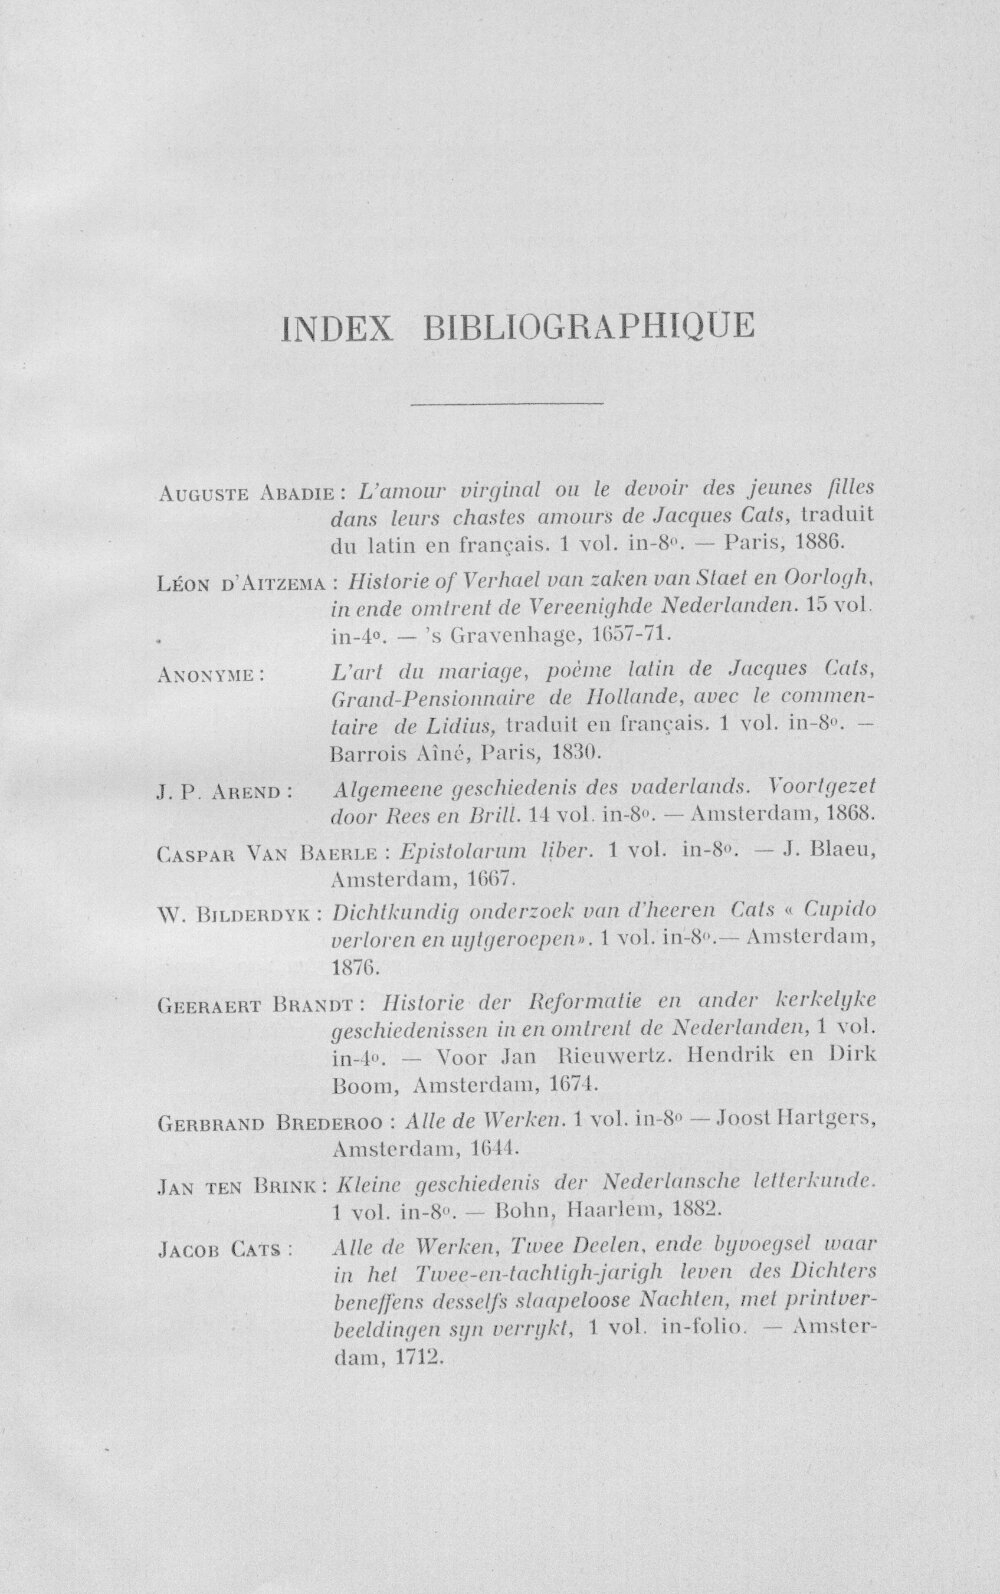 INDEX BIBLIOGRAPHIQUE
AUGUSTE ABADIE : L'amour virginal ou le devoir des jeunes filles
dans leurs chastes amours de Jacques Cats, traduit
du latin en français. 1 vol. in-8º. — Paris, 1886.
LÉON D'AITZEMA : Historie of Verhael van zaken van Staet en Oorlogh,
in ende omtrent de Vereenighde Nederlanden. 15 vol.
in-4º. — 's Gravenhage, 1657-71.
ANONYME : L'art du mariage, poème latin de Jacques Cats,
Grand-Pensionnaire de Hollande, avec le commen-
taire de Lidius, traduit en français. 1 vol. in-8º. —
Barrois Aîné, Paris, 1830.
J. P. AREND : Algemeene geschiedenis des vaderlands. Voortgezet
door Rees en Brill. 14 vol. in-8º. — Amsterdam, 1868.
CASPAR VAN BAERLE : Epistolarum liber. 1 vol. in-8º. — J. Blaeu,
Amsterdam, 1667.
W. BILDERDYK : Dichtkundig onderzoek van d'heeren Cats « Cupido
verloren en uytgeroepen». 1 vol. in-8º.— Amsterdam,
1876.
GEERAERT BRANDT : Historie der Reformatie en ander kerkelyke
geschiedenissen in en omtrent de Nederlanden, 1 vol.
in-4º. — Voor Jan Rieuwertz. Hendrik en Dirk
Boom, Amsterdam, 1674.
GERBRAND BREDEROO : Alle de Werken. 1 vol. in-8º — Joost Hartgers,
Amsterdam, 1644.
JAN TEN BRINK : Kleine geschiedenis der Nederlansche letterkunde.
1 vol. in-8º. — Bohn, Haarlem, 1882.
JACOB CATS : Alle de Werken, Twee Deelen, ende byvoegsel waar
in het Twee-en-tachtigh-jarigh leven des Dichters
beneffens desselfs slaapeloose Nachten, met printver-
beeldingen syn verrykt, 1 vol. in-folio. — Amster-
dam, 1712.